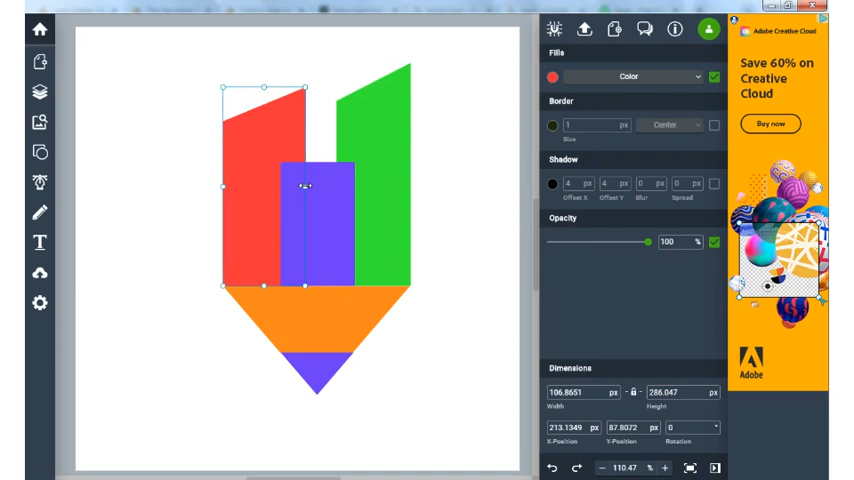 Fills
Color
Border
1 px
Center
Size
Shadow
4 px
4 px
0 px
0 px
Offset X
Offset Y
Blur
Spread
Opacity
100 %
Dimensions
106.8651 px
286.047 px
Width
Height
213.1349 px
87.8072 px
0 °
X-Position
Y-Position
Rotation
110.47 %
T
Adobe Creative Cloud
Save 60% on
Creative
Cloud
Buy now
Adobe